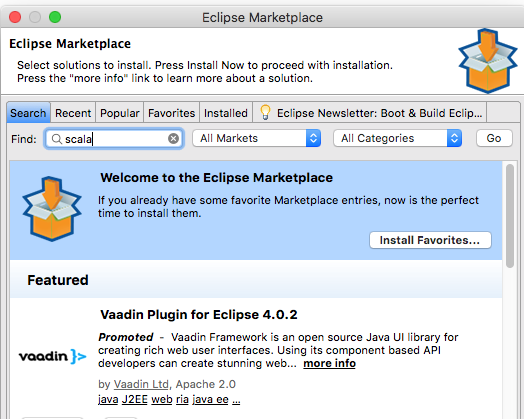 Eclipse Marketplace
Eclipse Marketplace
Select solutions to install. Press Install Now to proceed with installation.
Press the "more info" link to learn more about a solution.
Search Recent Popular Favorites Installed Eclipse Newsletter: Boot & Build Eclip...
Find: scala All Markets All Categories Go
Welcome to the Eclipse Marketplace
If you already have some favorite Marketplace entries, now is the perfect
time to install them.
Install Favorites...
Featured
Vaadin Plugin for Eclipse 4.0.2
Promoted - Vaadin Framework is an open source Java UI library for
creating rich web user interfaces. Using its component based API
developers can create stunning web... more info
vaadin }>
by Vaadin Ltd, Apache 2.0
java J2EE web ria java ee ...